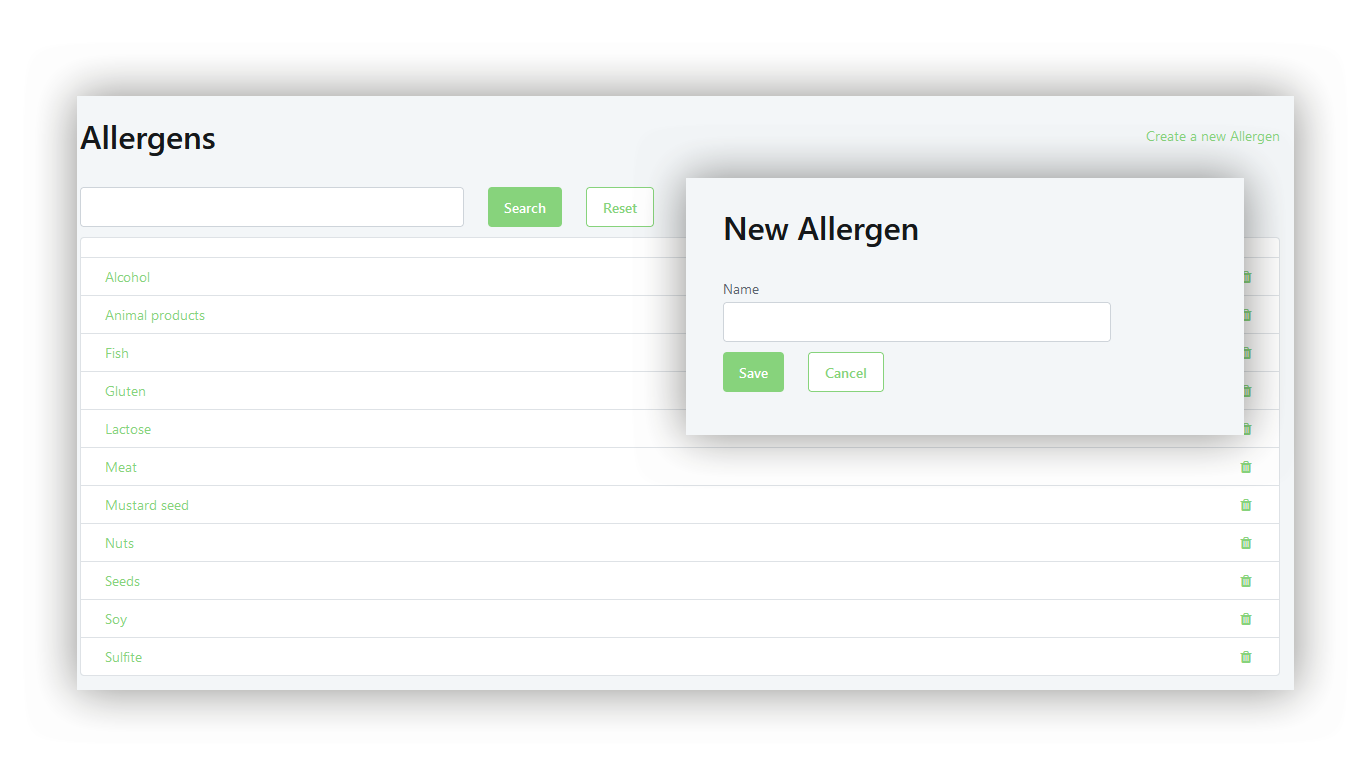 Allergens
Create a new Allergen
Search
Reset
New Allergen
Name
Save
Cancel
Alcohol
Animal products
Fish
Gluten
Lactose
Meat
Mustard seed
Nuts
Seeds
Soy
Sulfite